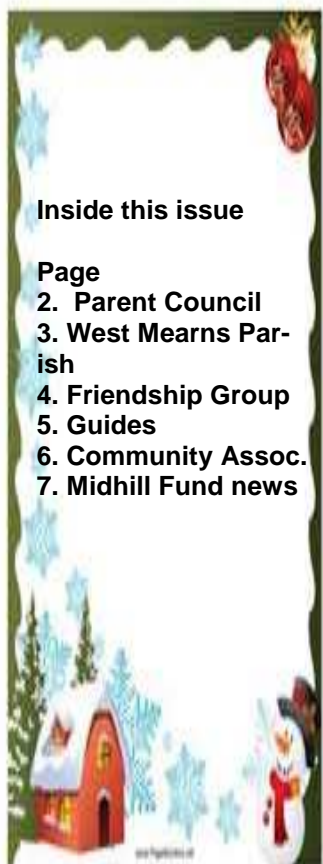 Inside this issue
Page
2. Parent Council
3. West Mearns Par-
ish
4. Friendship Group
5. Guides
6. Community Assoc.
7. Midhill Fund news